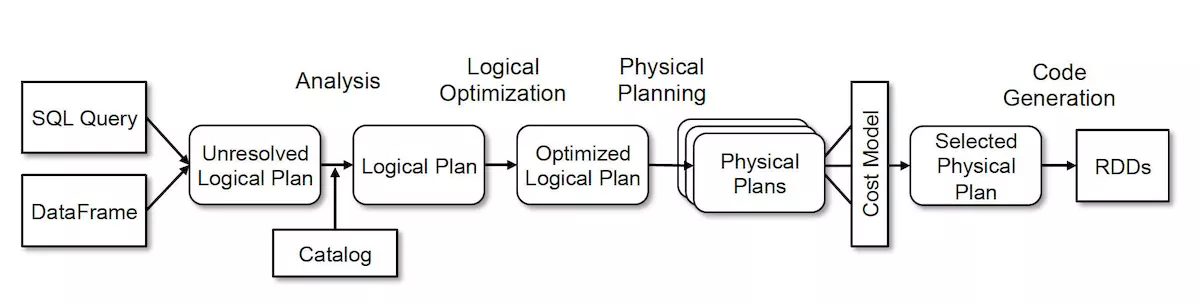 SQL Query
DataFrame
Unresolved
Logical Plan
Analysis
Catalog
Logical Plan
Logical
Optimization
Optimized
Logical Plan
Physical
Planning
Physical
Plans
Cost Model
Selected
Physical
Plan
Code
Generation
RDDs